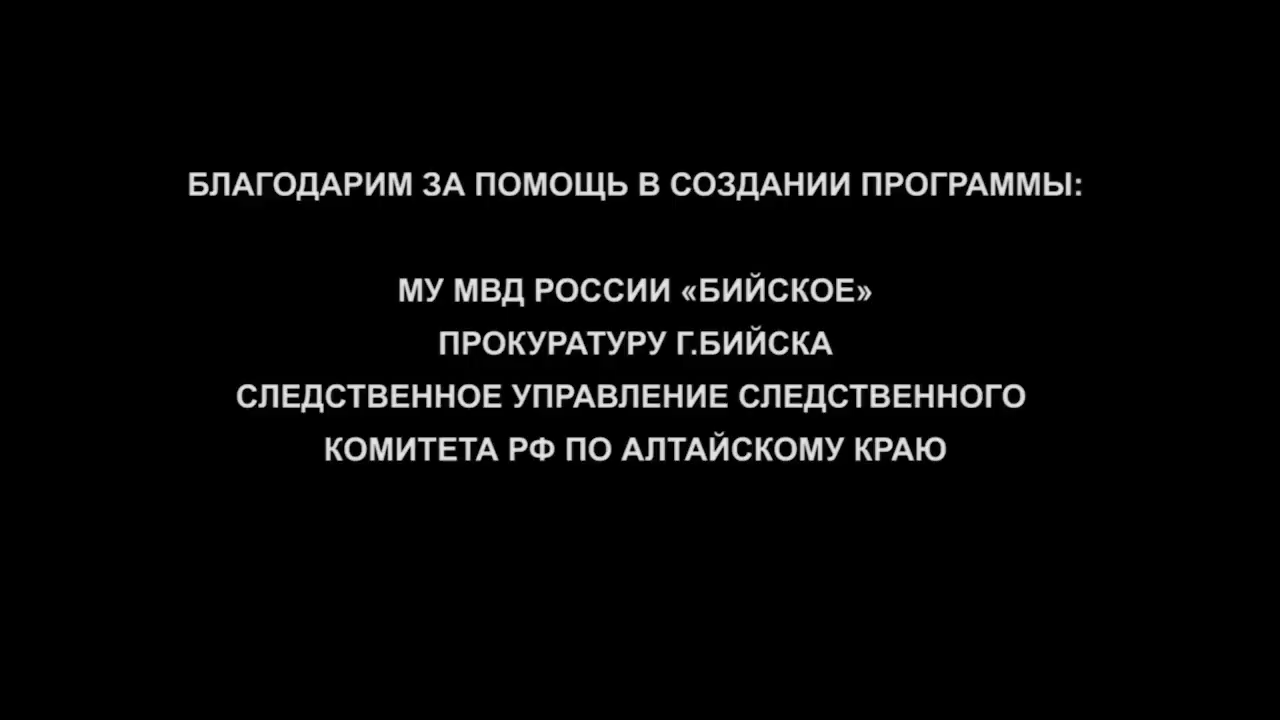 БЛАГОДАРИМ ЗА ПОМОЩЬ В СОЗДАНИИ ПРОГРАММЫ:
МУ МВД РОССИИ «БИЙСКОЕ»
ПРОКУРАТУРУ Г.БИЙСКА
СЛЕДСТВЕННОЕ УПРАВЛЕНИЕ СЛЕДСТВЕННОГО
КОМИТЕТА РФ ПО АЛТАЙСКОМУ КРАЮ